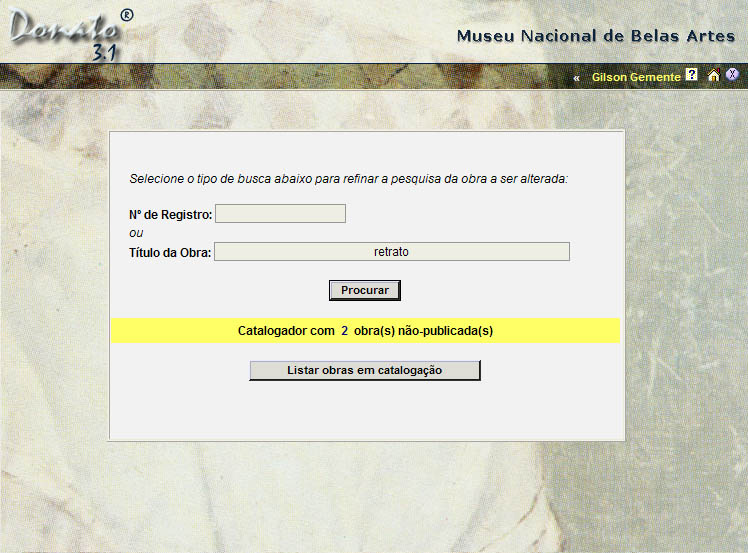 Donato®
3.1
Museu Nacional de Belas Artes
« Gilson Gemente ? X
Selecione o tipo de busca abaixo para refinar a pesquisa da obra a ser alterada:
Nº de Registro:
ou
Título da Obra: retrato
Procurar
Catalogador com 2 obra(s) não-publicada(s)
Listar obras em catalogação